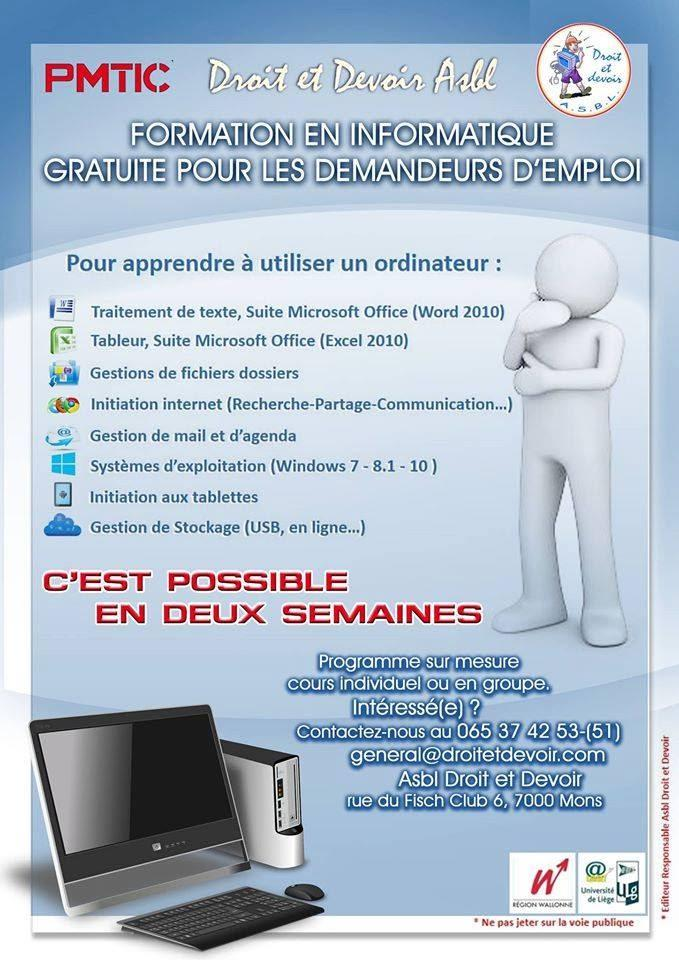 PMTIC
Droit et Devoir Asbl
Droit
et
devoir
A.S.B.L.
FORMATION EN INFORMATIQUE
GRATUITE POUR LES DEMANDEURS D'EMPLOI
Pour apprendre à utiliser un ordinateur :
Traitement de texte, Suite Microsoft Office (Word 2010)
Tableur, Suite Microsoft Office (Excel 2010)
Gestions de fichiers dossiers
Initiation internet (Recherche-Partage-Communication...)
Gestion de mail et d'agenda
Systèmes d'exploitation (Windows 7 - 8.1 - 10 )
Initiation aux tablettes
Gestion de Stockage (USB, en ligne...)
C'EST POSSIBLE
EN DEUX SEMAINES
Programme sur mesure
cours individuel ou en groupe.
Intéressé(e) ?
Contactez-nous au 065 37 42 53-(51)
general@droitetdevoir.com
Asbl Droit et Devoir
rue du Fisch Club 6, 7000 Mons
RÉGION WALLONNE
Université
de Liège
* Ne pas jeter sur la voie publique
* Editeur Responsable Asbl Droit et Devoir